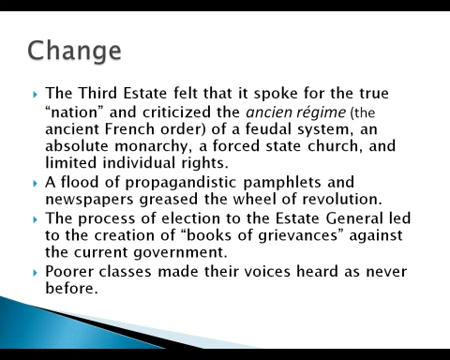 Change
The Third Estate felt that it spoke for the true
“nation” and criticized the ancien régime (the
ancient French order) of a feudal system, an
absolute monarchy, a forced state church, and
limited individual rights.
A flood of propagandistic pamphlets and
newspapers greased the wheel of revolution.
The process of election to the Estate General led
to the creation of “books of grievances” against
the current government.
Poorer classes made their voices heard as never
before.